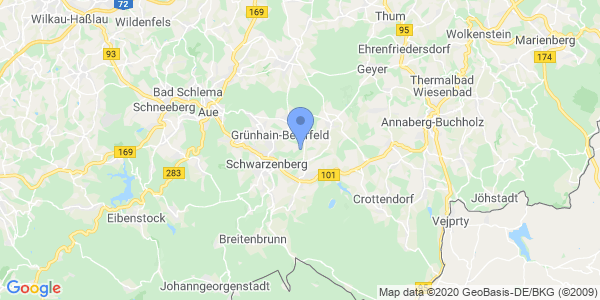 72
Wilkau-Haßlau
Wildenfels
169
Thum
95
Wolkenstein
Marienberg
93
Ehrenfriedersdorf
174
Geyer
Thermalbad
Wiesenbad
Bad Schlema
Schneeberg
Aue
Annaberg-Buchholz
169
Schwarzenberg
283
101
Crottendorf
Jöhstadt
Eibenstock
Vejprty
Breitenbrunn
Johanngeorgenstadt
Google
Map data ©2020 GeoBasis-DE/BKG (©2009)